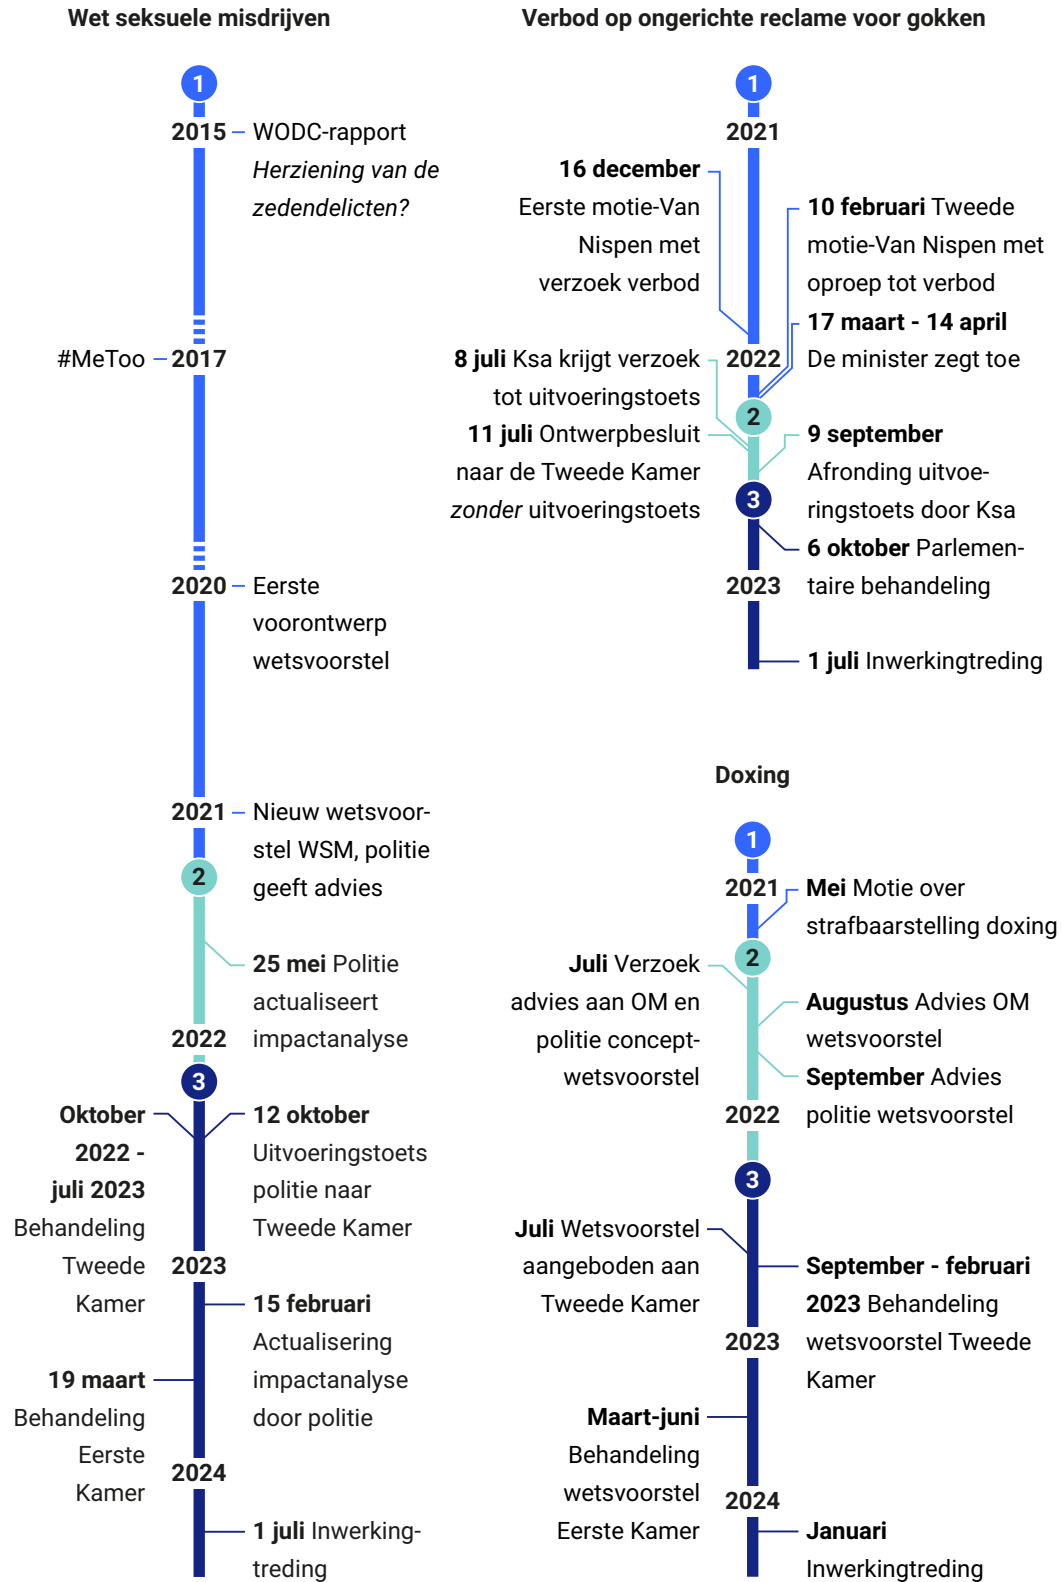 Wet seksuele misdrijven
1
2015
WODC-rapport
Herziening van de
zedendelicten?
#MeToo
2017
2020
Eerste
voorontwerp
wetsvoorstel
2021
Nieuw wetsvoor-
stel WSM, politie
geeft advies
2
25 mei Politie
actualiseert
impactanalyse
2022
3
Oktober
2022 -
juli 2023
Behandeling
Tweede
Kamer
12 oktober
Uitvoeringstoets
politie naar
Tweede Kamer
2023
15 februari
Actualisering
impactanalyse
door politie
19 maart
Behandeling
Eerste
Kamer
2024
1 juli Inwerking-
treding
Verbod op ongerichte reclame voor gokken
1
2021
16 december
Eerste motie-Van
Nispen met
verzoek verbod
10 februari Tweede
motie-Van Nispen met
oproep tot verbod
17 maart - 14 april
De minister zegt toe
2022
8 juli Ksa krijgt verzoek
tot uitvoeringstoets
11 juli Ontwerpbesluit
naar de Tweede Kamer
zonder uitvoeringstoets
2
9 september
Afronding uitvoe-
ringstoets door Ksa
3
6 oktober Parlemen-
taire behandeling
2023
1 juli Inwerkingtreding
Doxing
1
2021
Mei Motie over
strafbaarstelling doxing
2
Juli Verzoek
advies aan OM en
politie concept-
wetsvoorstel
Augustus Advies OM
wetsvoorstel
September Advies
politie wetsvoorstel
2022
3
Juli Wetsvoorstel
aangeboden aan
Tweede Kamer
September - februari
2023 Behandeling
wetsvoorstel Tweede
Kamer
2023
Maart-juni
Behandeling
wetsvoorstel
Eerste Kamer
2024
Januari
Inwerkingtreding